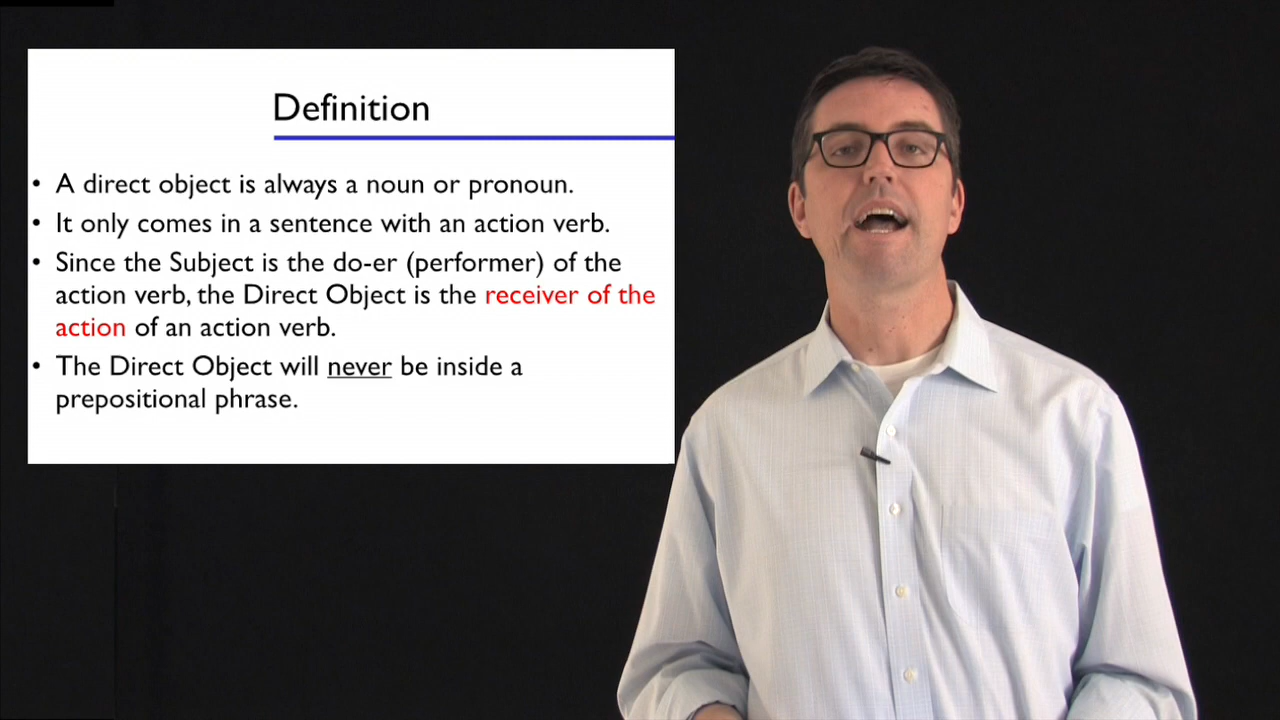 Definition
• A direct object is always a noun or pronoun.
• It only comes in a sentence with an action verb.
• Since the Subject is the do-er (performer) of the
action verb, the Direct Object is the receiver of the
action of an action verb.
• The Direct Object will never be inside a
prepositional phrase.